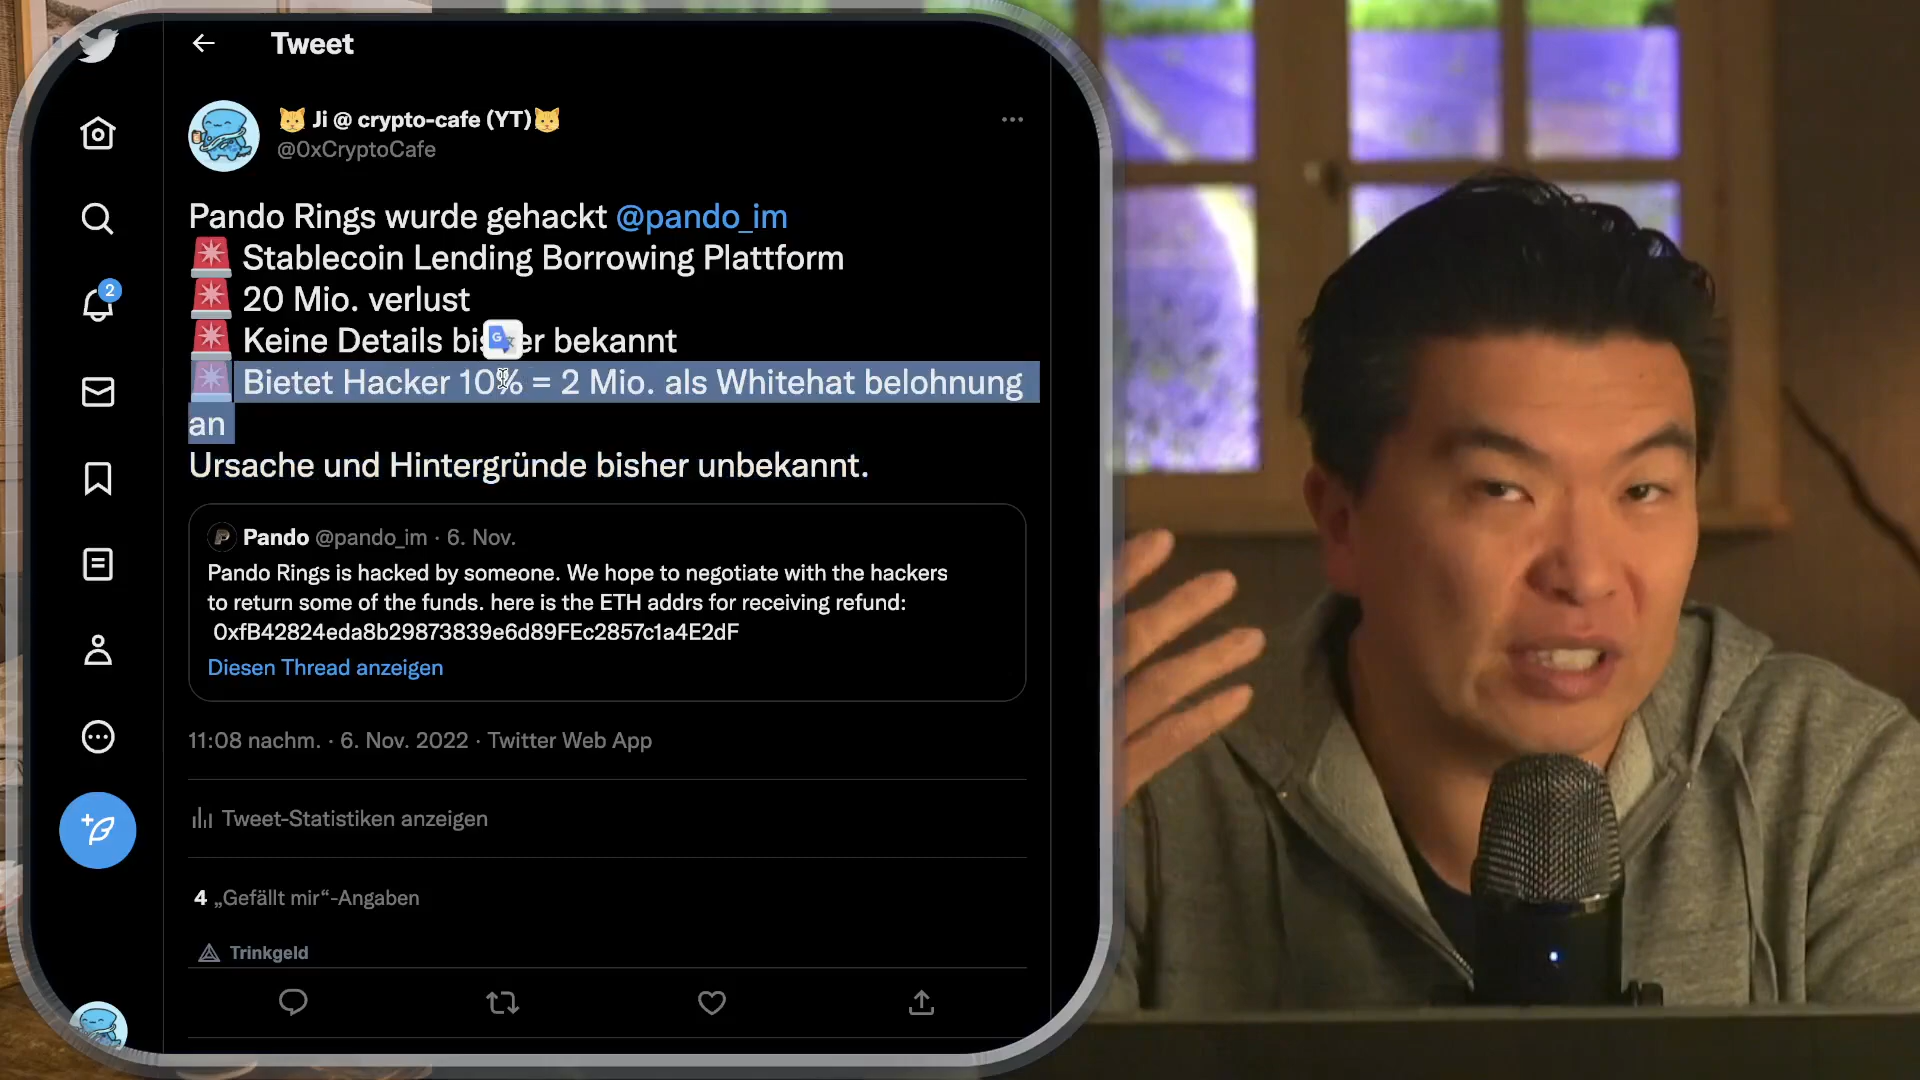 Tweet
🐱 Ji @ crypto-cafe (YT)🐱
@0xCryptoCafe
Pando Rings wurde gehackt @pando_im
🚨 Stablecoin Lending Borrowing Plattform
🚨 20 Mio. verlust
🚨 Keine Details bisher bekannt
🚨 Bietet Hacker 10% = 2 Mio. als Whitehat belohnung
an
Ursache und Hintergründe bisher unbekannt.
Pando @pando_im · 6. Nov.
Pando Rings is hacked by someone. We hope to negotiate with the hackers
to return some of the funds. here is the ETH addrs for receiving refund:
0xfB42824eda8b29873839e6d89FEc2857c1a4E2dF
Diesen Thread anzeigen
11:08 nachm. · 6. Nov. 2022 · Twitter Web App
Tweet-Statistiken anzeigen
4 „Gefällt mir“-Angaben
Trinkgeld
2